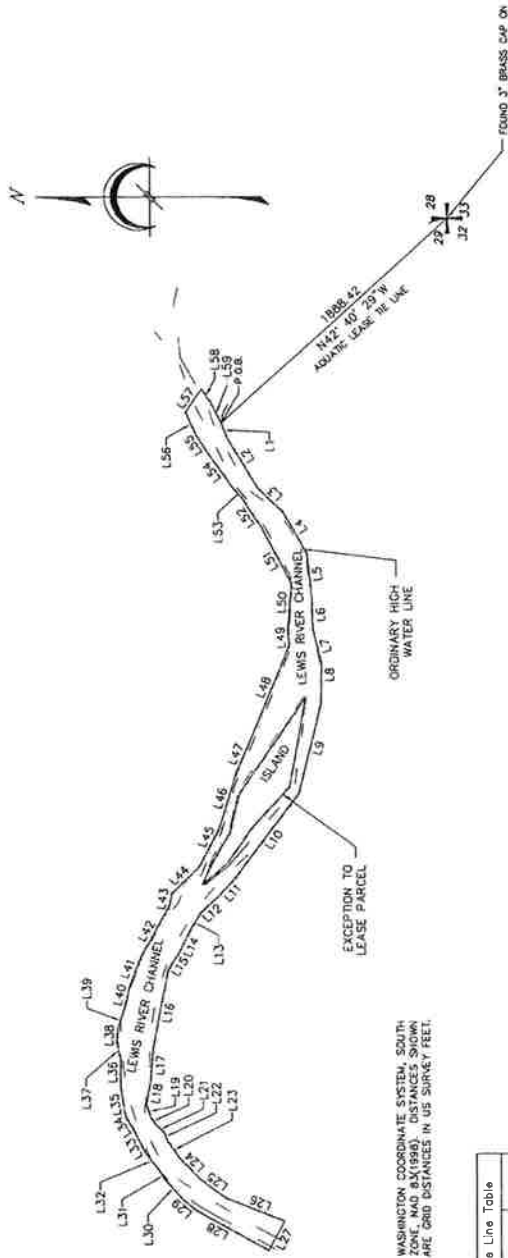 N
FOUND 3" BRASS CAP ON
28
29
33
32
1888.42
N42° 40' 29"W
AQUATIC LEASE TIE LINE
L58
L59
P.O.B.
L57
L56
L55
L54
L53
L52
L51
L50
L49
L48
L47
L46
L45
L44
L43
L42
L41
L40
L39
L38
L37
L36
L35
L34
L33
L32
L31
L30
L29
L28
L27
L26
L25
L24
L23
L22
L21
L20
L19
L18
L17
L16
L15
L14
L13
L12
L11
L10
L9
L8
L7
L6
L5
L4
L3
L2
L1
LEWIS RIVER CHANNEL
LEWIS RIVER CHANNEL
ISLAND
ORDINARY HIGH
WATER LINE
EXCEPTION TO
LEASE PARCEL
WASHINGTON COORDINATE SYSTEM, SOUTH
ZONE, NAD 83(1998). DISTANCES SHOWN
ARE GRID DISTANCES IN US SURVEY FEET.
e Line Table